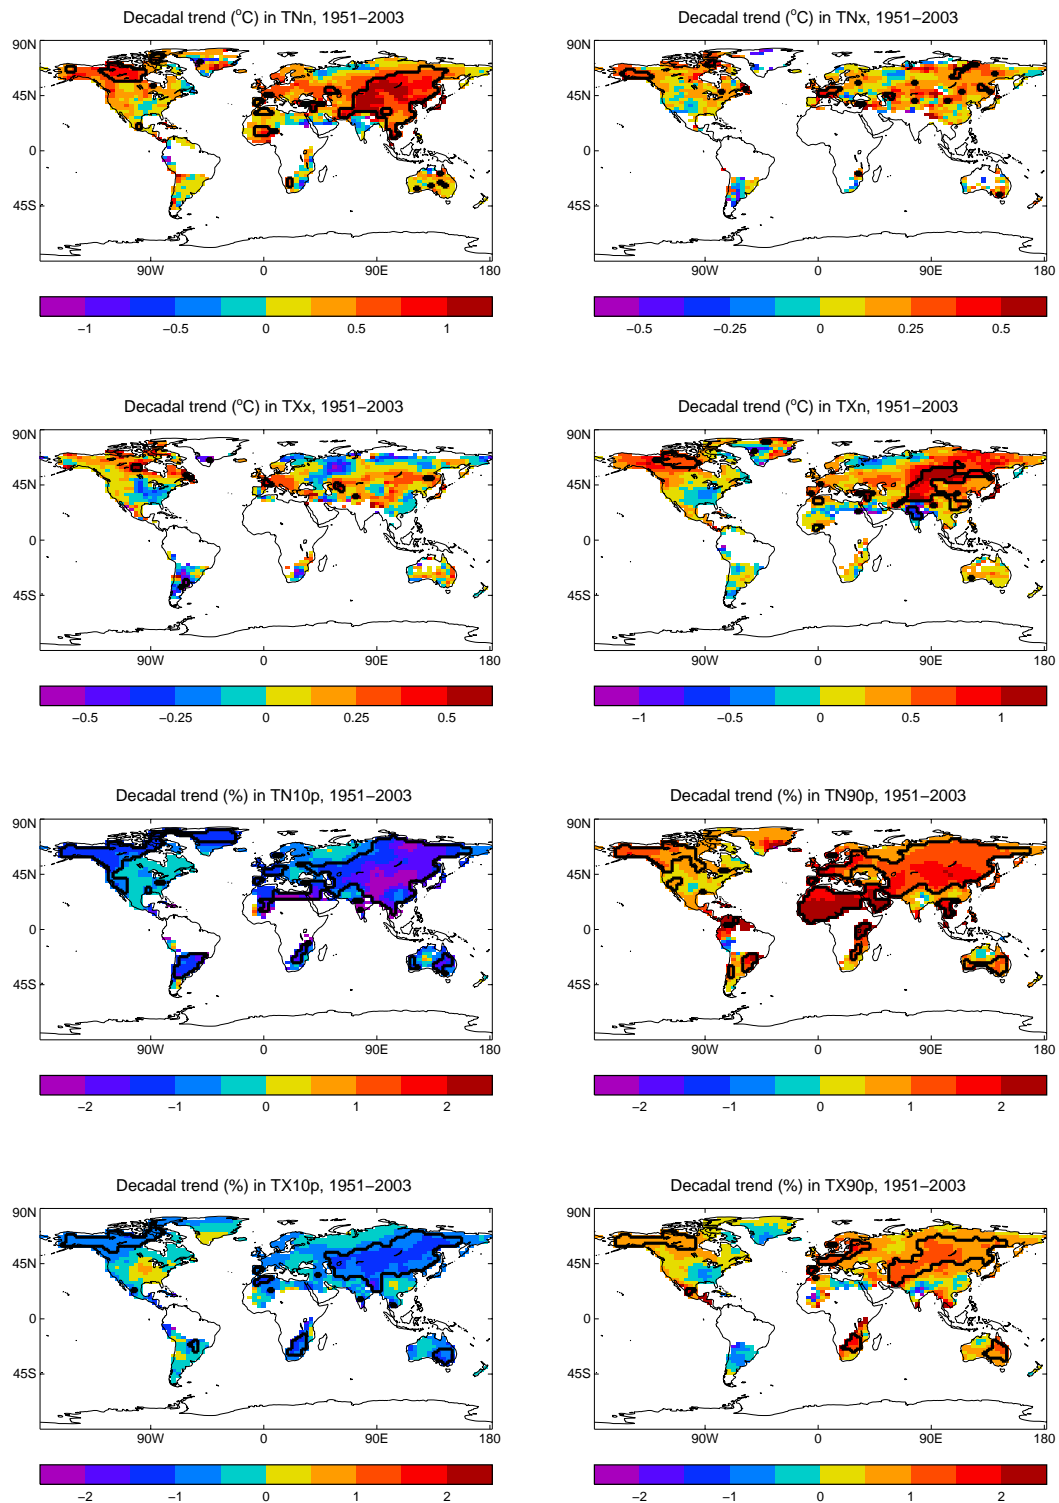 Decadal trend (°C) in TNn, 1951−2003
90N
45N
0
45S
90W 0 90E 180
−1 −0.5 0 0.5 1
Decadal trend (°C) in TNx, 1951−2003
90N
45N
0
45S
90W 0 90E 180
−0.5 −0.25 0 0.25 0.5
Decadal trend (°C) in TXx, 1951−2003
90N
45N
0
45S
90W 0 90E 180
−0.5 −0.25 0 0.25 0.5
Decadal trend (°C) in TXn, 1951−2003
90N
45N
0
45S
90W 0 90E 180
−1 −0.5 0 0.5 1
Decadal trend (%) in TN10p, 1951−2003
90N
45N
0
45S
90W 0 90E 180
−2 −1 0 1 2
Decadal trend (%) in TN90p, 1951−2003
90N
45N
0
45S
90W 0 90E 180
−2 −1 0 1 2
Decadal trend (%) in TX10p, 1951−2003
90N
45N
0
45S
90W 0 90E 180
−2 −1 0 1 2
Decadal trend (%) in TX90p, 1951−2003
90N
45N
0
45S
90W 0 90E 180
−2 −1 0 1 2